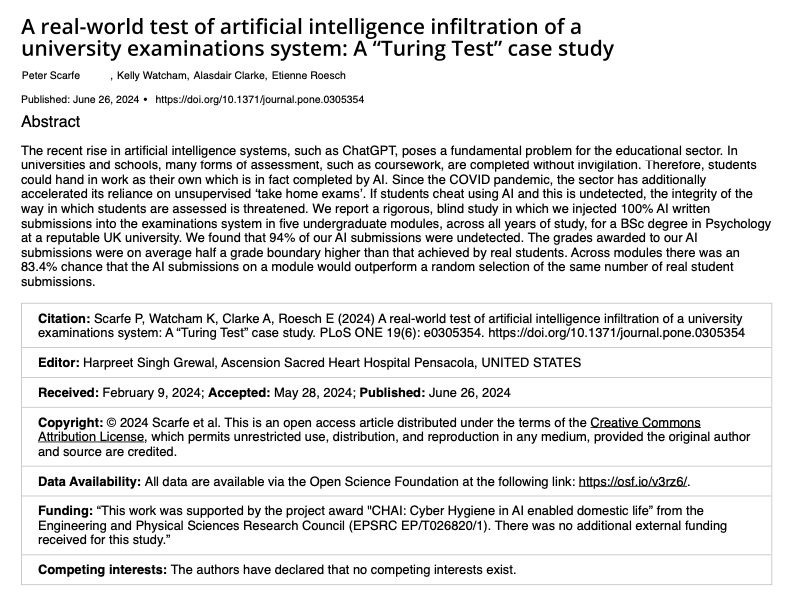 A real-world test of artificial intelligence infiltration of a
university examinations system: A “Turing Test” case study
Peter Scarfe , Kelly Watcham, Alasdair Clarke, Etienne Roesch
Published: June 26, 2024 • https://doi.org/10.1371/journal.pone.0305354
Abstract
The recent rise in artificial intelligence systems, such as ChatGPT, poses a fundamental problem for the educational sector. In
universities and schools, many forms of assessment, such as coursework, are completed without invigilation. Therefore, students
could hand in work as their own which is in fact completed by AI. Since the COVID pandemic, the sector has additionally
accelerated its reliance on unsupervised ‘take home exams’. If students cheat using AI and this is undetected, the integrity of the
way in which students are assessed is threatened. We report a rigorous, blind study in which we injected 100% AI written
submissions into the examinations system in five undergraduate modules, across all years of study, for a BSc degree in Psychology
at a reputable UK university. We found that 94% of our AI submissions were undetected. The grades awarded to our AI
submissions were on average half a grade boundary higher than that achieved by real students. Across modules there was an
83.4% chance that the AI submissions on a module would outperform a random selection of the same number of real student
submissions.
Citation: Scarfe P, Watcham K, Clarke A, Roesch E (2024) A real-world test of artificial intelligence infiltration of a university
examinations system: A “Turing Test” case study. PLoS ONE 19(6): e0305354. https://doi.org/10.1371/journal.pone.0305354
Editor: Harpreet Singh Grewal, Ascension Sacred Heart Hospital Pensacola, UNITED STATES
Received: February 9, 2024; Accepted: May 28, 2024; Published: June 26, 2024
Copyright: © 2024 Scarfe et al. This is an open access article distributed under the terms of the Creative Commons
Attribution License, which permits unrestricted use, distribution, and reproduction in any medium, provided the original author
and source are credited.
Data Availability: All data are available via the Open Science Foundation at the following link: https://osf.io/v3rz6/.
Funding: “This work was supported by the project award "CHAI: Cyber Hygiene in AI enabled domestic life” from the
Engineering and Physical Sciences Research Council (EPSRC EP/T026820/1). There was no additional external funding
received for this study.”
Competing interests: The authors have declared that no competing interests exist.